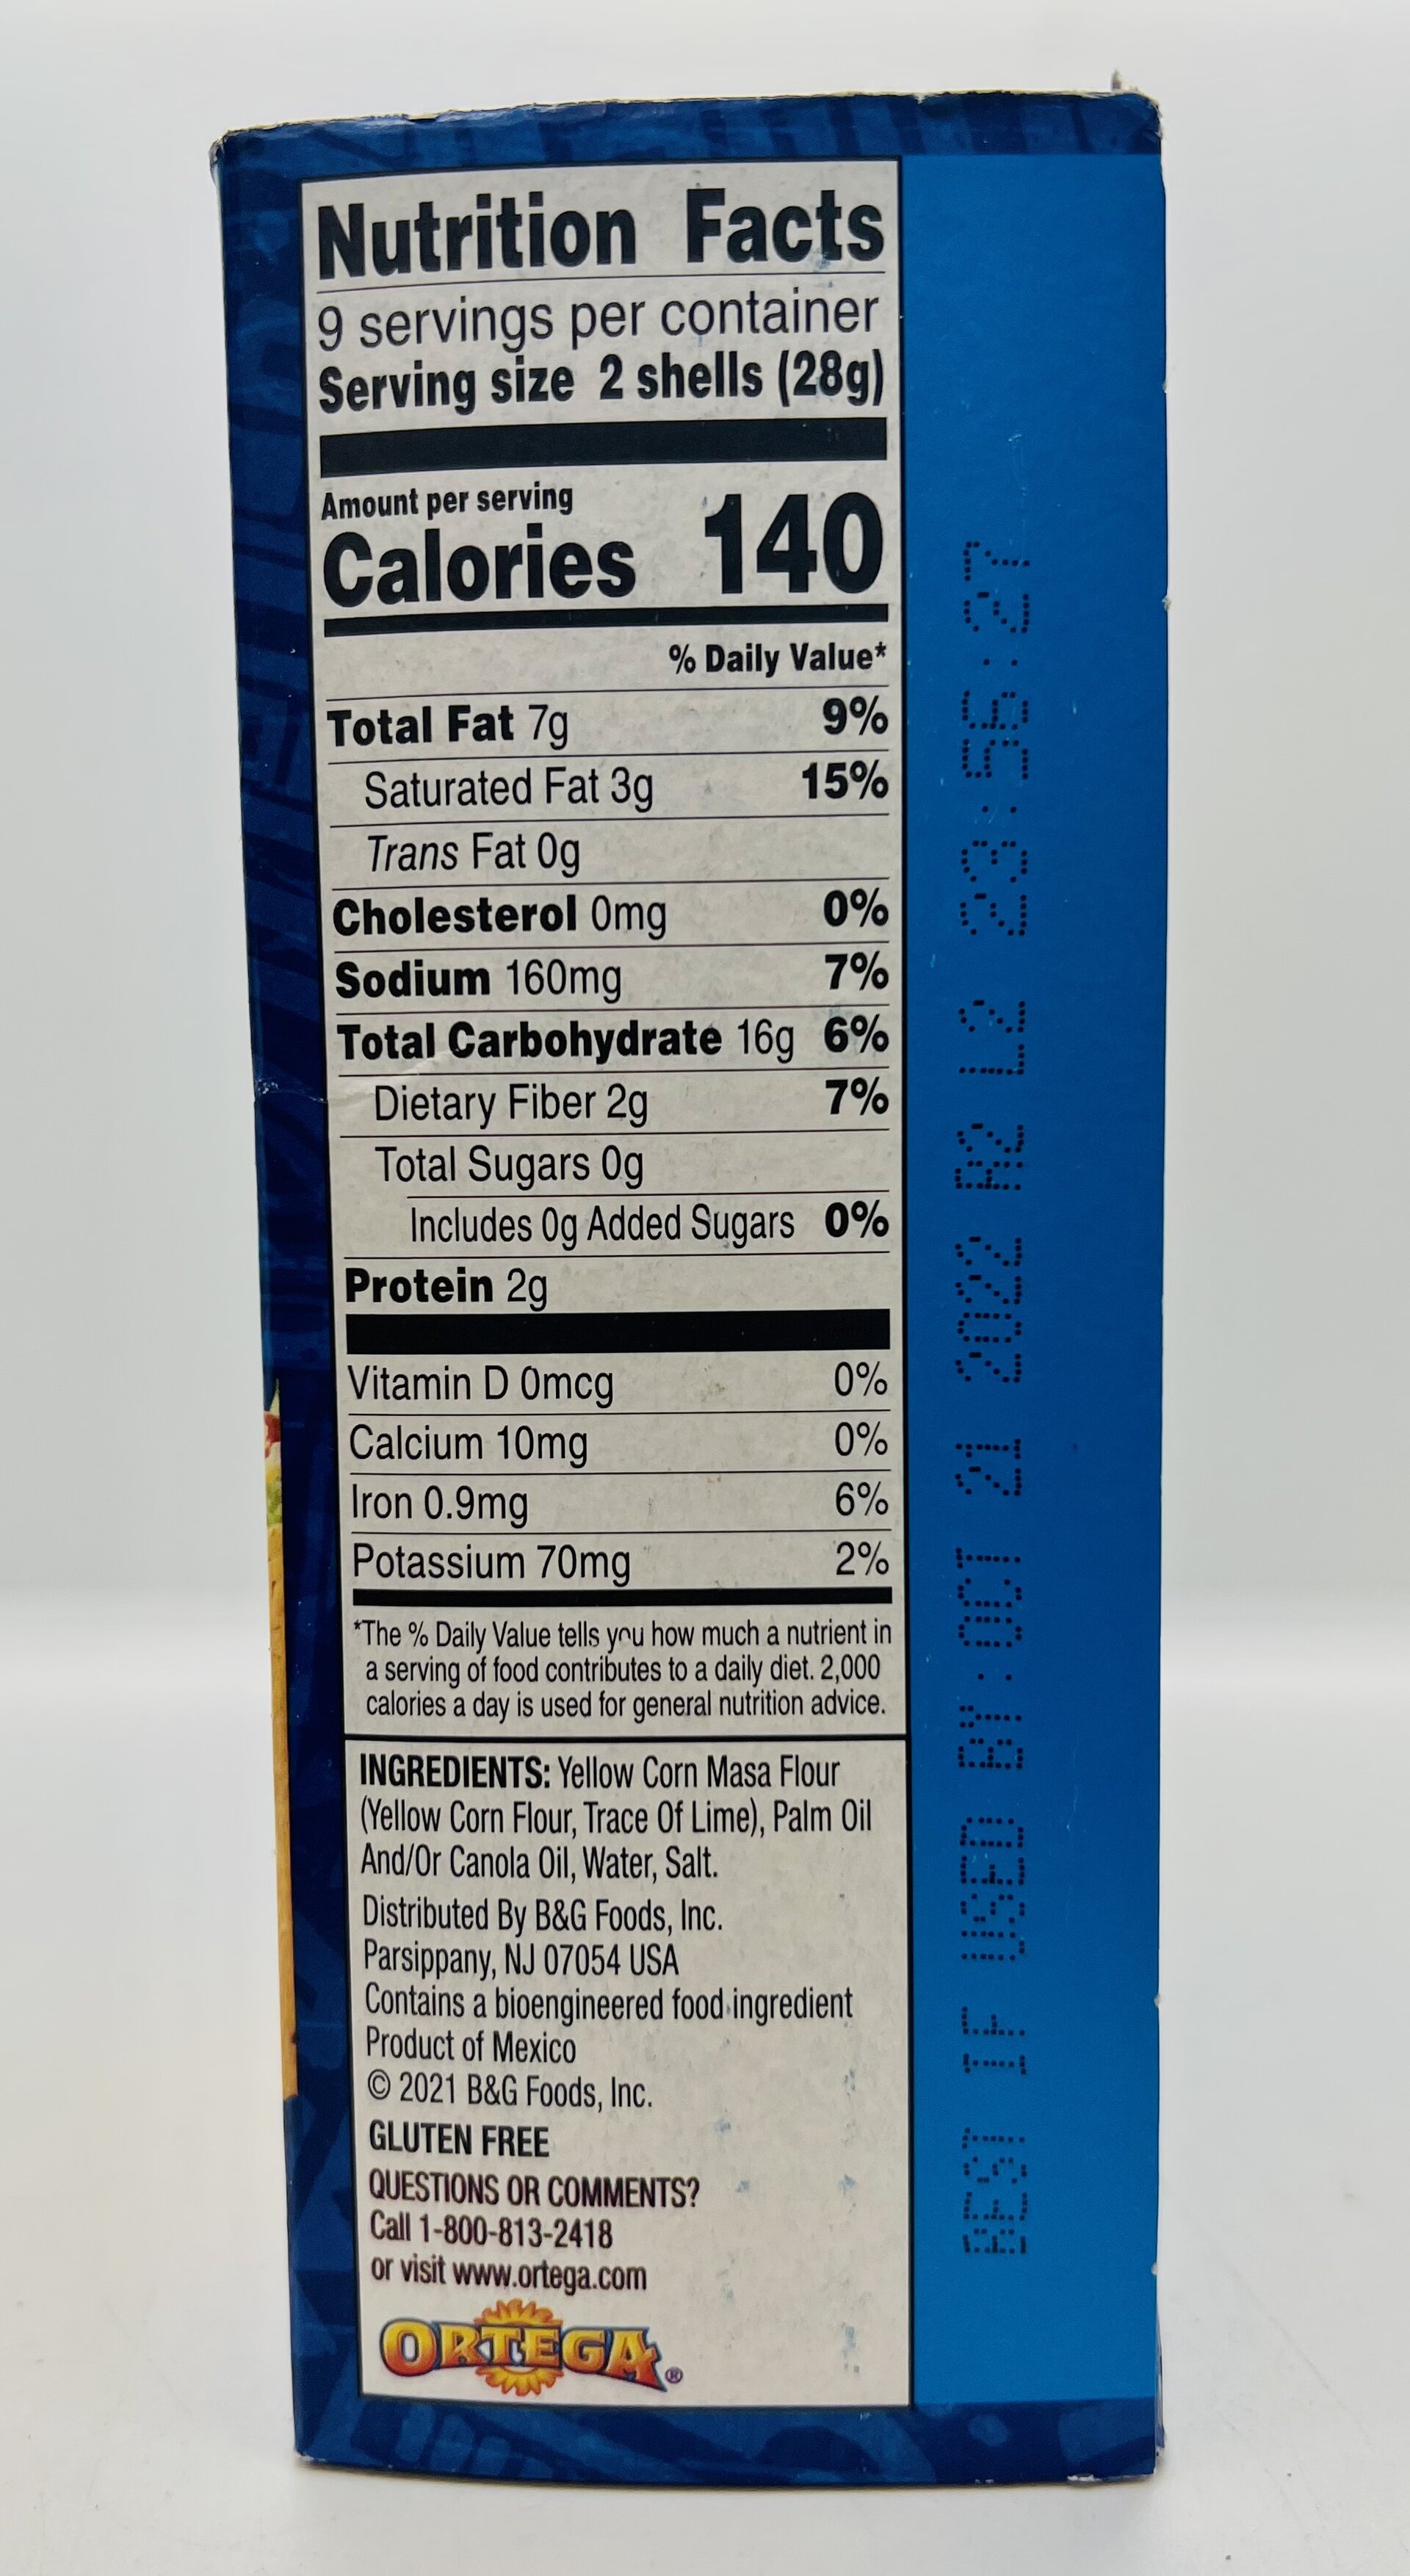 Nutrition Facts
9 servings per container
Serving size 2 shells (28g)
Amount per serving
Calories 140
% Daily Value*
Total Fat 7g 9%
Saturated Fat 3g 15%
Trans Fat 0g
Cholesterol 0mg 0%
Sodium 160mg 7%
Total Carbohydrate 16g 6%
Dietary Fiber 2g 7%
Total Sugars 0g
Includes 0g Added Sugars 0%
Protein 2g
Vitamin D 0mcg 0%
Calcium 10mg 0%
Iron 0.9mg 6%
Potassium 70mg 2%
*The % Daily Value tells you how much a nutrient in
a serving of food contributes to a daily diet. 2,000
calories a day is used for general nutrition advice.
INGREDIENTS: Yellow Corn Masa Flour
(Yellow Corn Flour, Trace Of Lime), Palm Oil
And/Or Canola Oil, Water, Salt.
Distributed By B&G Foods, Inc.
Parsippany, NJ 07054 USA
Contains a bioengineered food ingredient
Product of Mexico
© 2021 B&G Foods, Inc.
GLUTEN FREE
QUESTIONS OR COMMENTS?
Call 1-800-813-2418
or visit www.ortega.com
ORTEGA®
BEST IF USED BY:OCT 21 2022 R2 L2 23:56:27